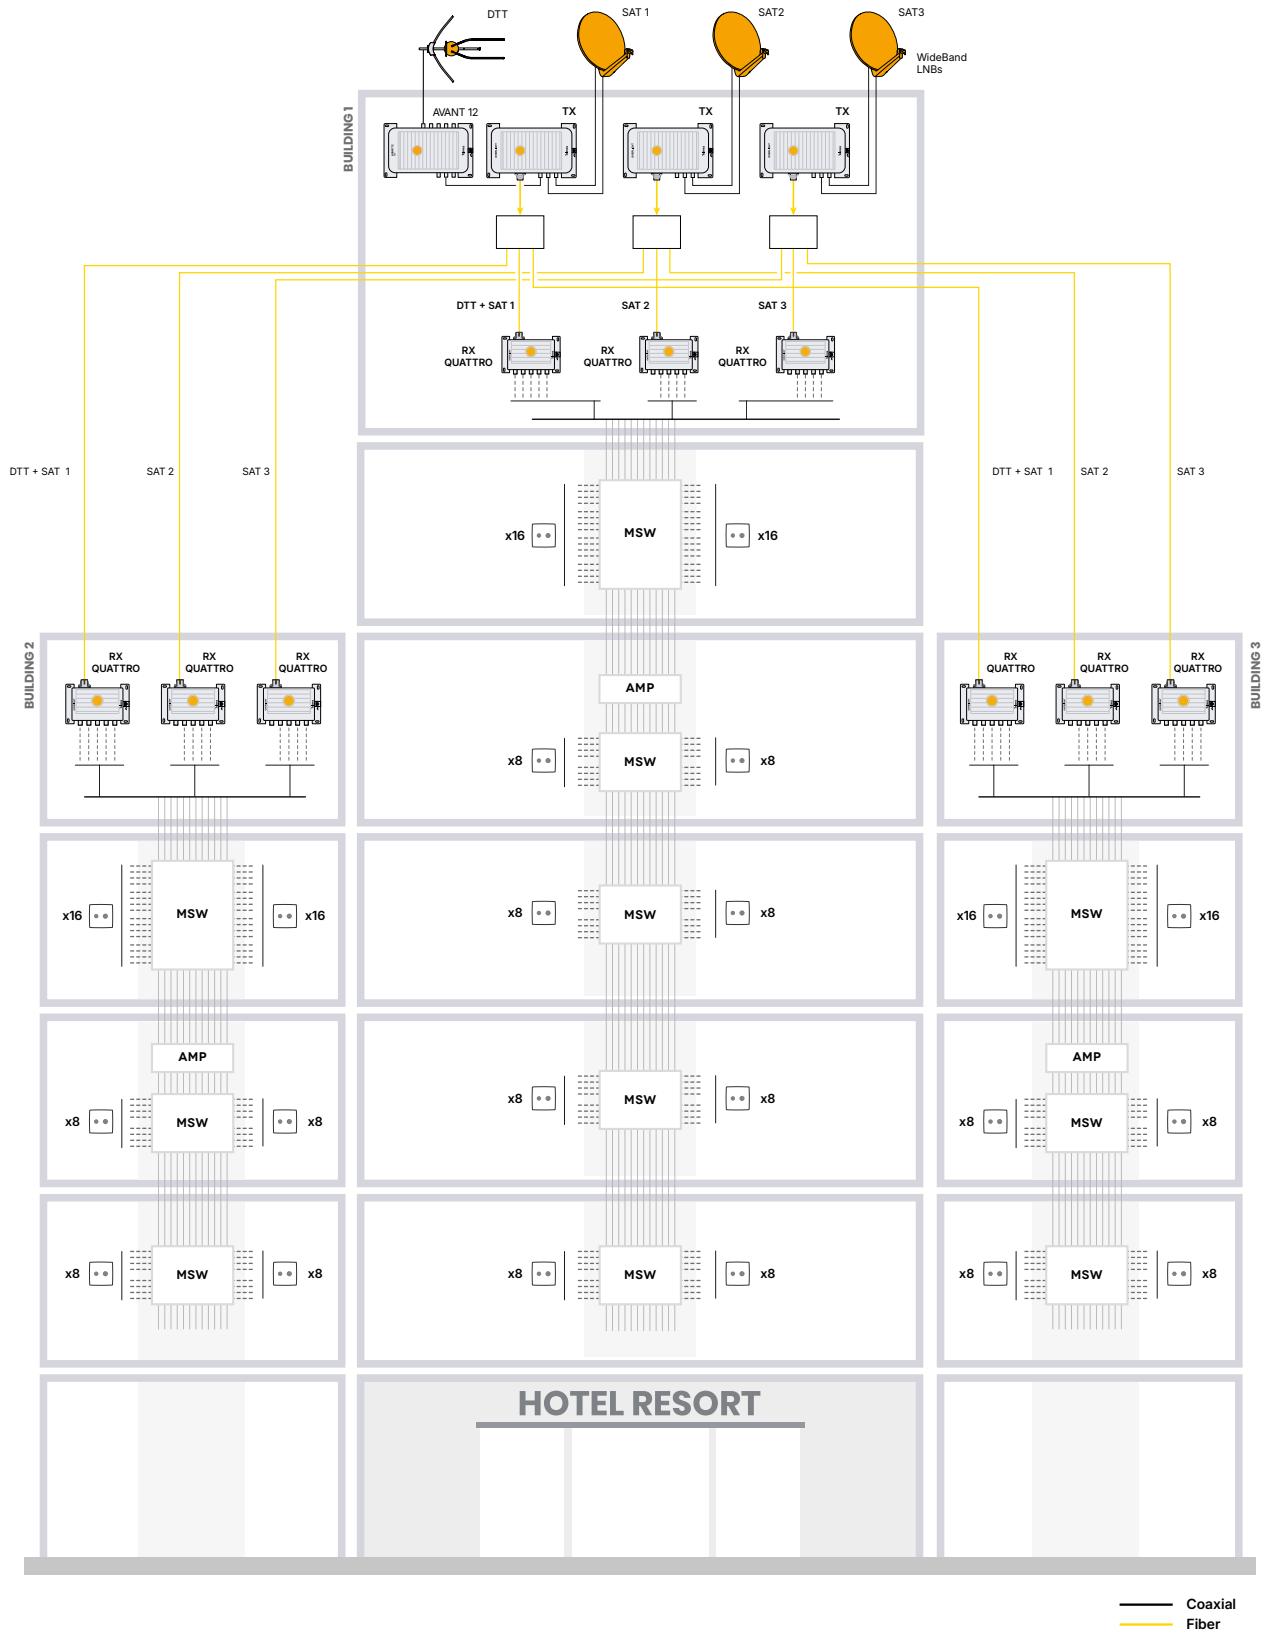 DTT
SAT 1
SAT2
SAT3
WideBand
LNBs
BUILDING 1
AVANT 12
TX
TX
TX
DTT + SAT 1
SAT 2
SAT 3
RX
QUATTRO
RX
QUATTRO
RX
QUATTRO
DTT + SAT 1
SAT 2
SAT 3
DTT + SAT 1
SAT 2
SAT 3
x16
MSW
x16
BUILDING 2
RX
QUATTRO
RX
QUATTRO
RX
QUATTRO
AMP
x8
MSW
x8
RX
QUATTRO
RX
QUATTRO
RX
QUATTRO
BUILDING 3
x16
MSW
x16
x8
MSW
x8
x16
MSW
x16
AMP
x8
MSW
x8
x8
MSW
x8
AMP
x8
MSW
x8
x8
MSW
x8
x8
MSW
x8
x8
MSW
x8
HOTEL RESORT
Coaxial
Fiber